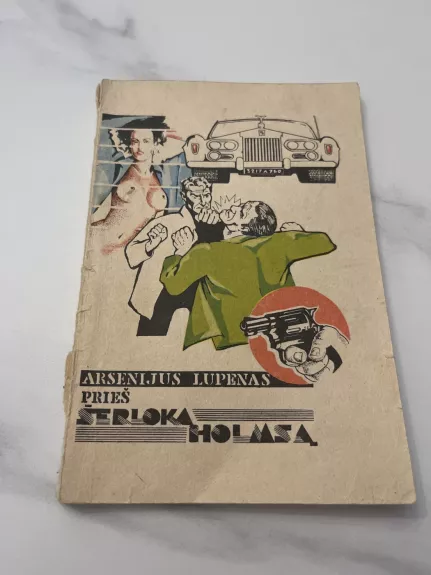 ARSENIJUS LUPENAS
PRIEŠ
ŠERLOKĄ
HOLMSĄ